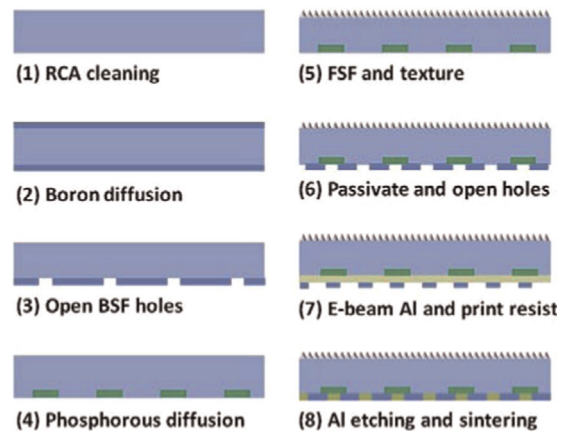 (1) RCA cleaning
(2) Boron diffusion
(3) Open BSF holes
(4) Phosphorous diffusion
(5) FSF and texture
(6) Passivate and open holes
(7) E-beam Al and print resist
(8) Al etching and sintering